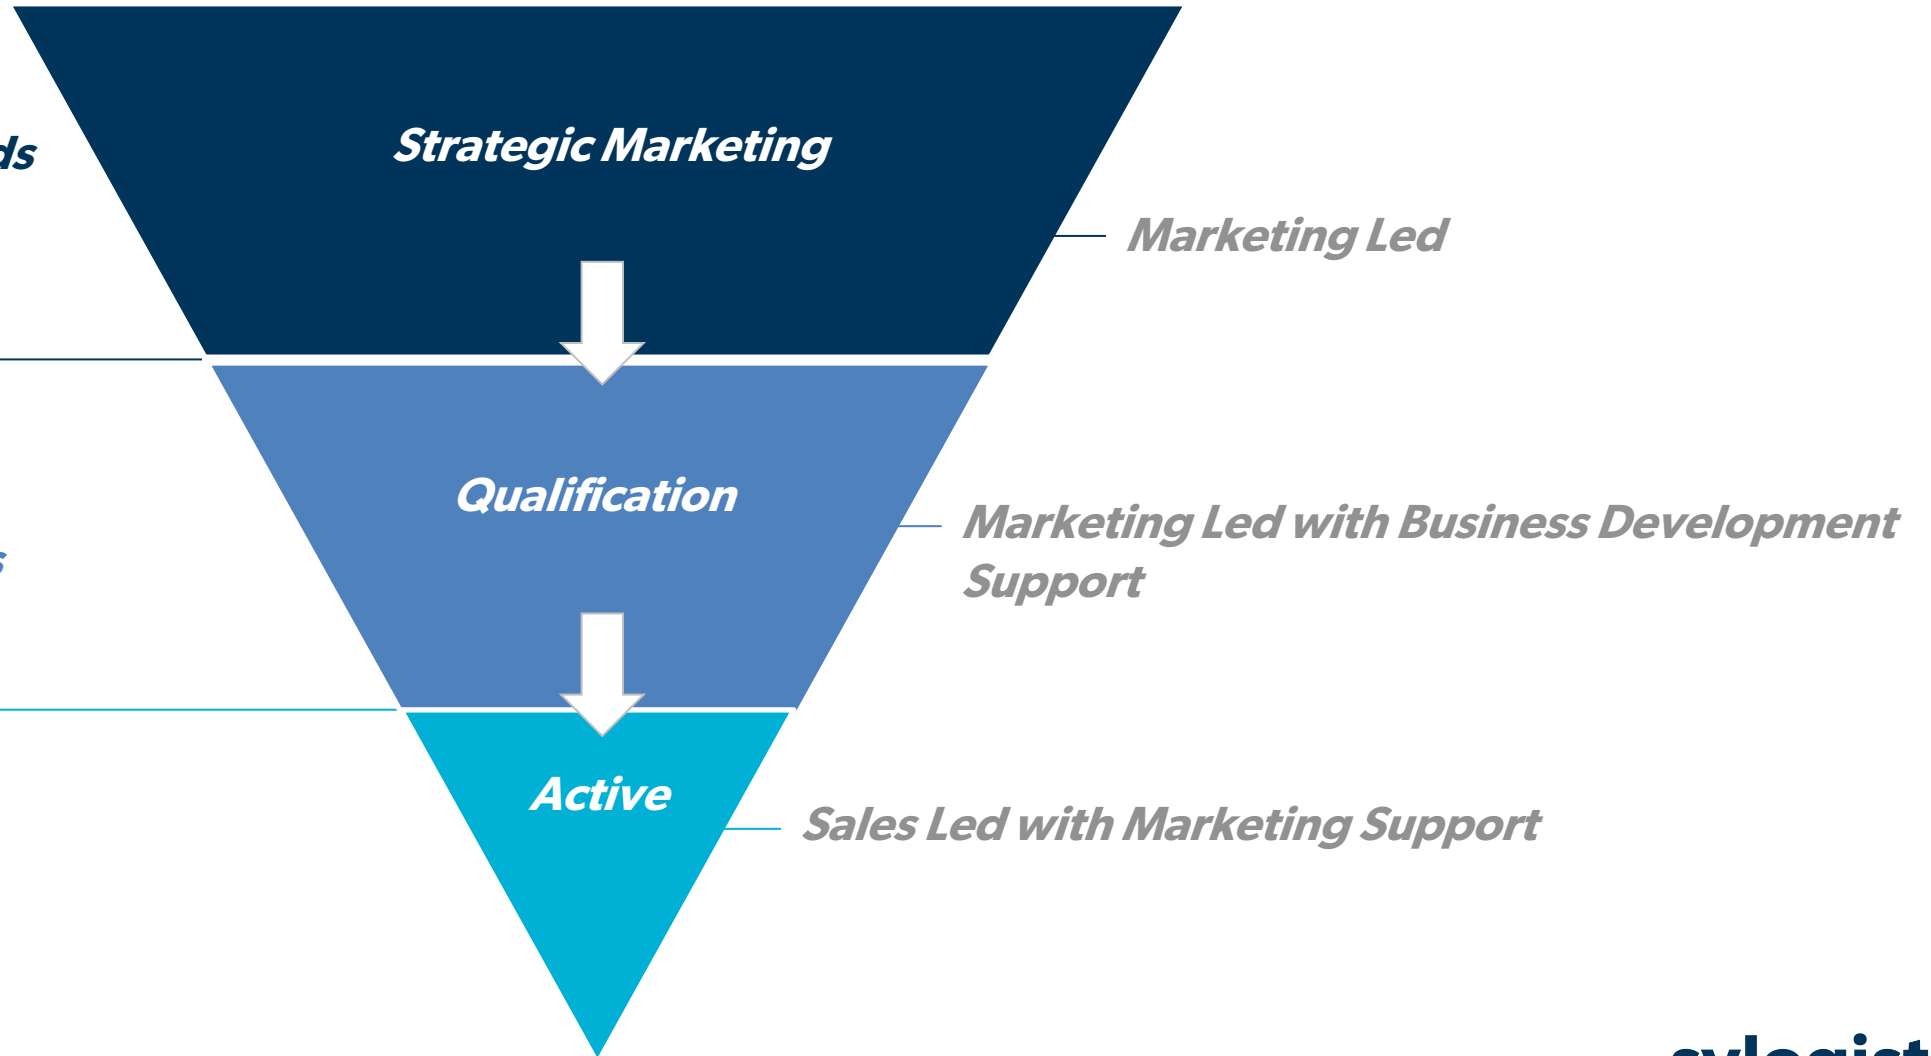 Strategic Marketing
Marketing Led
Qualification
Marketing Led with Business Development
Support
Active
Sales Led with Marketing Support